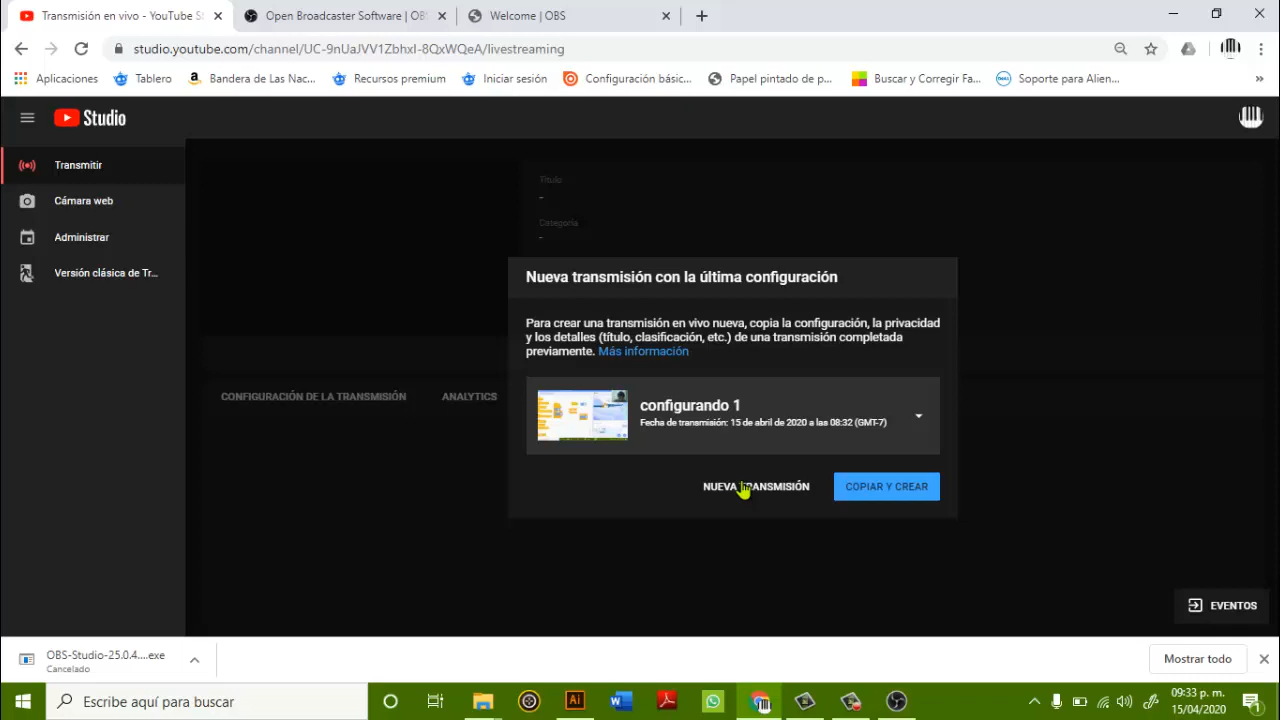 Transmisión en vivo - YouTube S
Open Broadcaster Software | OBS
Welcome | OBS
studio.youtube.com/channel/UC-9nUaJVV1ZbhxI-8QxWQeA/livestreaming
Aplicaciones
Tablero
Bandera de Las Nac...
Recursos premium
Iniciar sesión
Configuración básic...
Papel pintado de p...
Buscar y Corregir Fa...
Soporte para Alien...
»
Studio
Transmitir
Cámara web
Administrar
Versión clásica de Tr...
Título
-
Categoría
-
Nueva transmisión con la última configuración
Para crear una transmisión en vivo nueva, copia la configuración, la privacidad
y los detalles (título, clasificación, etc.) de una transmisión completada
previamente. Más información
configurando 1
Fecha de transmisión: 15 de abril de 2020 a las 08:32 (GMT-7)
CONFIGURACIÓN DE LA TRANSMISIÓN
ANALYTICS
NUEVA TRANSMISIÓN
COPIAR Y CREAR
EVENTOS
OBS-Studio-25.0.4....exe
Cancelado
Mostrar todo
Escribe aquí para buscar
09:33 p. m.
15/04/2020